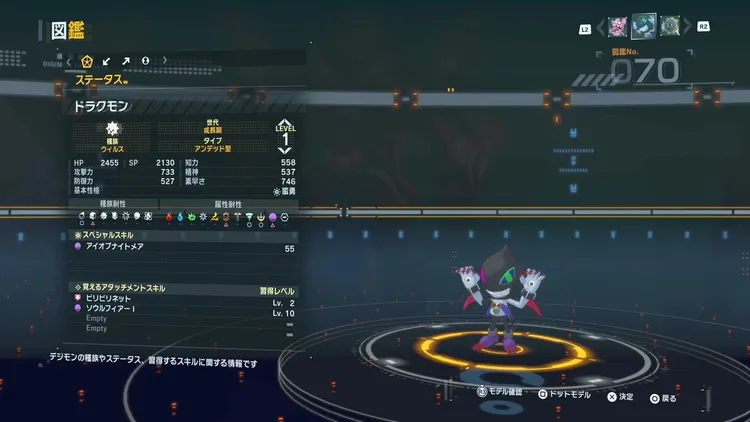 図鑑
L2
R2
図鑑No.
070
DIGIM
ステータス
ドラクモン
種族
ウイルス
世代
成長期
タイプ
アンデッド型
LEVEL
1
HP 2455 SP 2130 知力 558
攻撃力 733 精神 537
防御力 527 素早さ 746
基本性格 蛮勇
種族耐性 属性耐性
スペシャルスキル
アイオブナイトメア 55
覚えるアタッチメントスキル 習得レベル
ビリビリネット Lv. 2
ソウルフィアーI Lv. 10
Empty
Empty
デジモンの種族やステータス、習得するスキルに関する情報です
R3 モデル確認 ドットモデル 決定 戻る